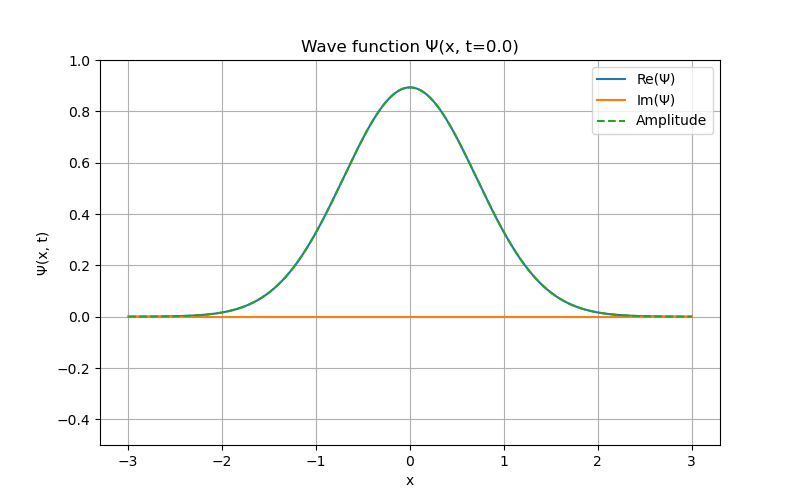 Wave function Ψ(x, t=0.0)
Re(Ψ)
Im(Ψ)
Amplitude
Ψ(x, t)
1.0
0.8
0.6
0.4
0.2
0.0
−0.2
−0.4
−3 −2 −1 0 1 2 3
x